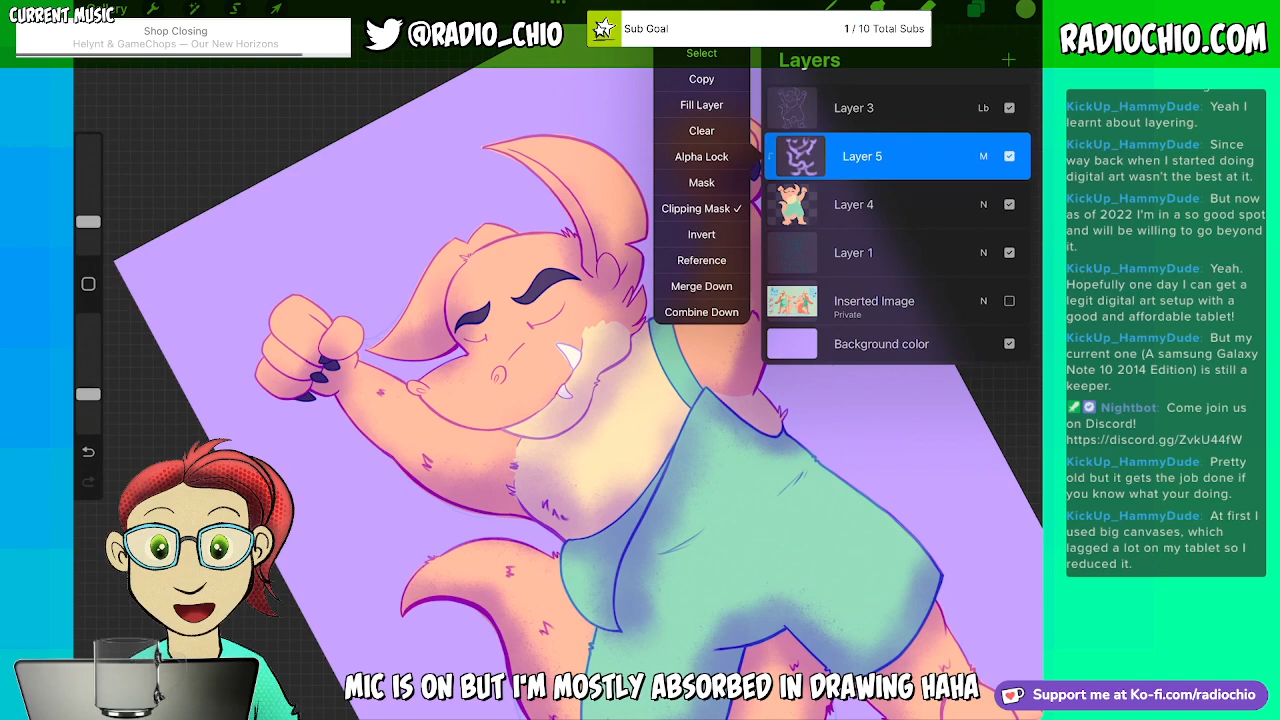 CURRENT MUSIC
Shop Closing
Helynt & GameChops — Our New Horizons
@RADIO_CHIO
Sub Goal
1 / 10 Total Subs
RADIOCHIO.COM
Select
Copy
Fill Layer
Clear
Alpha Lock
Mask
Clipping Mask ✓
Invert
Reference
Merge Down
Combine Down
Layers
Layer 3 Lb
Layer 5 M
Layer 4 N
Layer 1 N
Inserted Image N
Private
Background color
KickUp_HammyDude: Yeah I
learnt about layering.
KickUp_HammyDude: Since
way back when I started doing
digital art wasn't the best at it.
KickUp_HammyDude: But now
as of 2022 I'm in a so good spot
and will be willing to go beyond
it.
KickUp_HammyDude: Yeah.
Hopefully one day I can get a
legit digital art setup with a
good and affordable tablet!
KickUp_HammyDude: But my
current one (A samsung Galaxy
Note 10 2014 Edition) is still a
keeper.
Nightbot: Come join us
on Discord!
https://discord.gg/ZvkU44fW
KickUp_HammyDude: Pretty
old but it gets the job done if
you know what your doing.
KickUp_HammyDude: At first I
used big canvases, which
lagged a lot on my tablet so I
reduced it.
MIC IS ON BUT I'M MOSTLY ABSORBED IN DRAWING HAHA
Support me at Ko-fi.com/radiochio